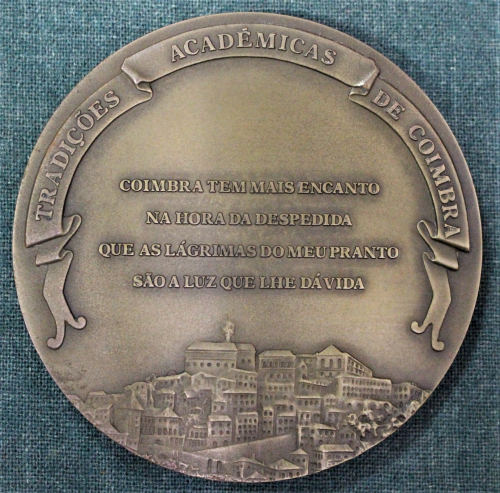 TRADIÇÕES ACADÊMICAS DE COIMBRA
COIMBRA TEM MAIS ENCANTO
NA HORA DA DESPEDIDA
QUE AS LÁGRIMAS DO MEU PRANTO
SÃO A LUZ QUE LHE DÁ VIDA